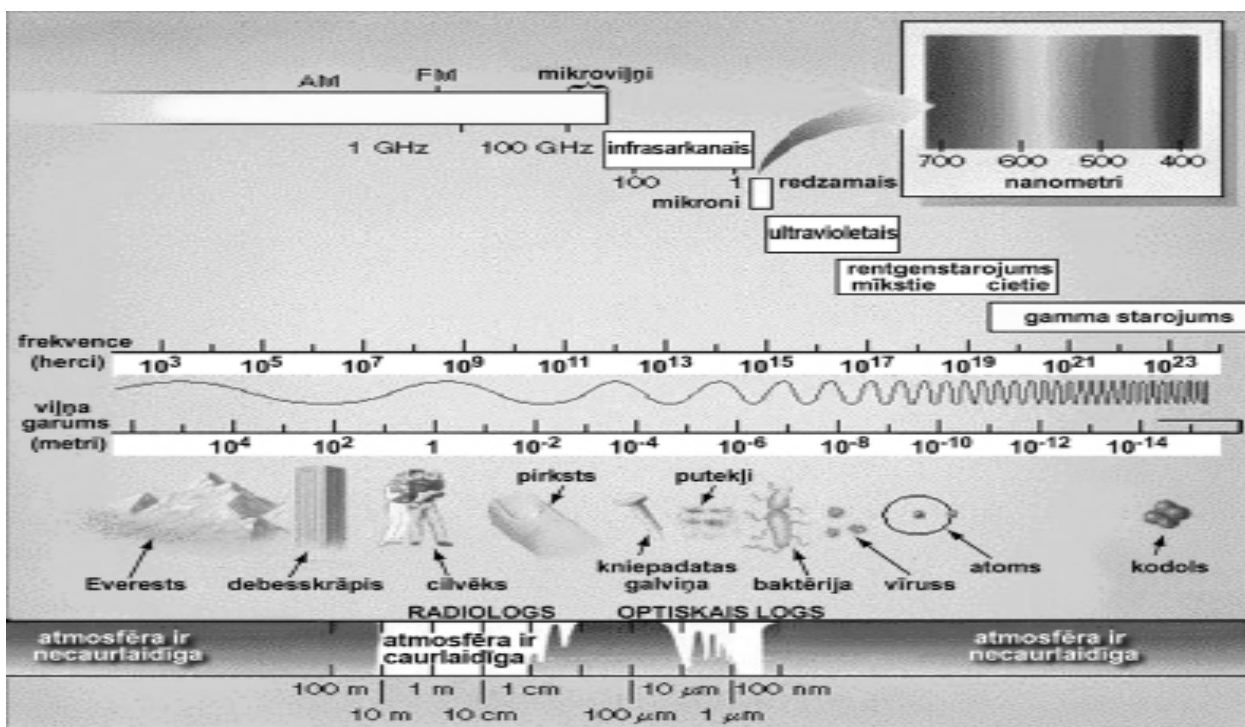 AM FM mikroviļņi
1 GHz 100 GHz
infrasarkanais
100 1
mikroni
redzamais
700 600 500 400
nanometri
ultravioletais
rentgenstarojums
mīkstie cietie
gamma starojums
frekvence
(herci) 10³ 10⁵ 10⁷ 10⁹ 10¹¹ 10¹³ 10¹⁵ 10¹⁷ 10¹⁹ 10²¹ 10²³
viļņa
garums
(metri) 10⁴ 10² 1 10⁻² 10⁻⁴ 10⁻⁶ 10⁻⁸ 10⁻¹⁰ 10⁻¹² 10⁻¹⁴
pirksts putekļi
Everests debesskrāpis cilvēks kniepadatas
galviņa baktērija vīruss atoms kodols
RADIOLOGS OPTISKAIS LOGS
atmosfēra ir
necaurlaidīga
atmosfēra ir
caurlaidīga
atmosfēra ir
necaurlaidīga
100 m 1 m 1 cm 10 µm 100 nm
10 m 10 cm 100 µm 1 µm